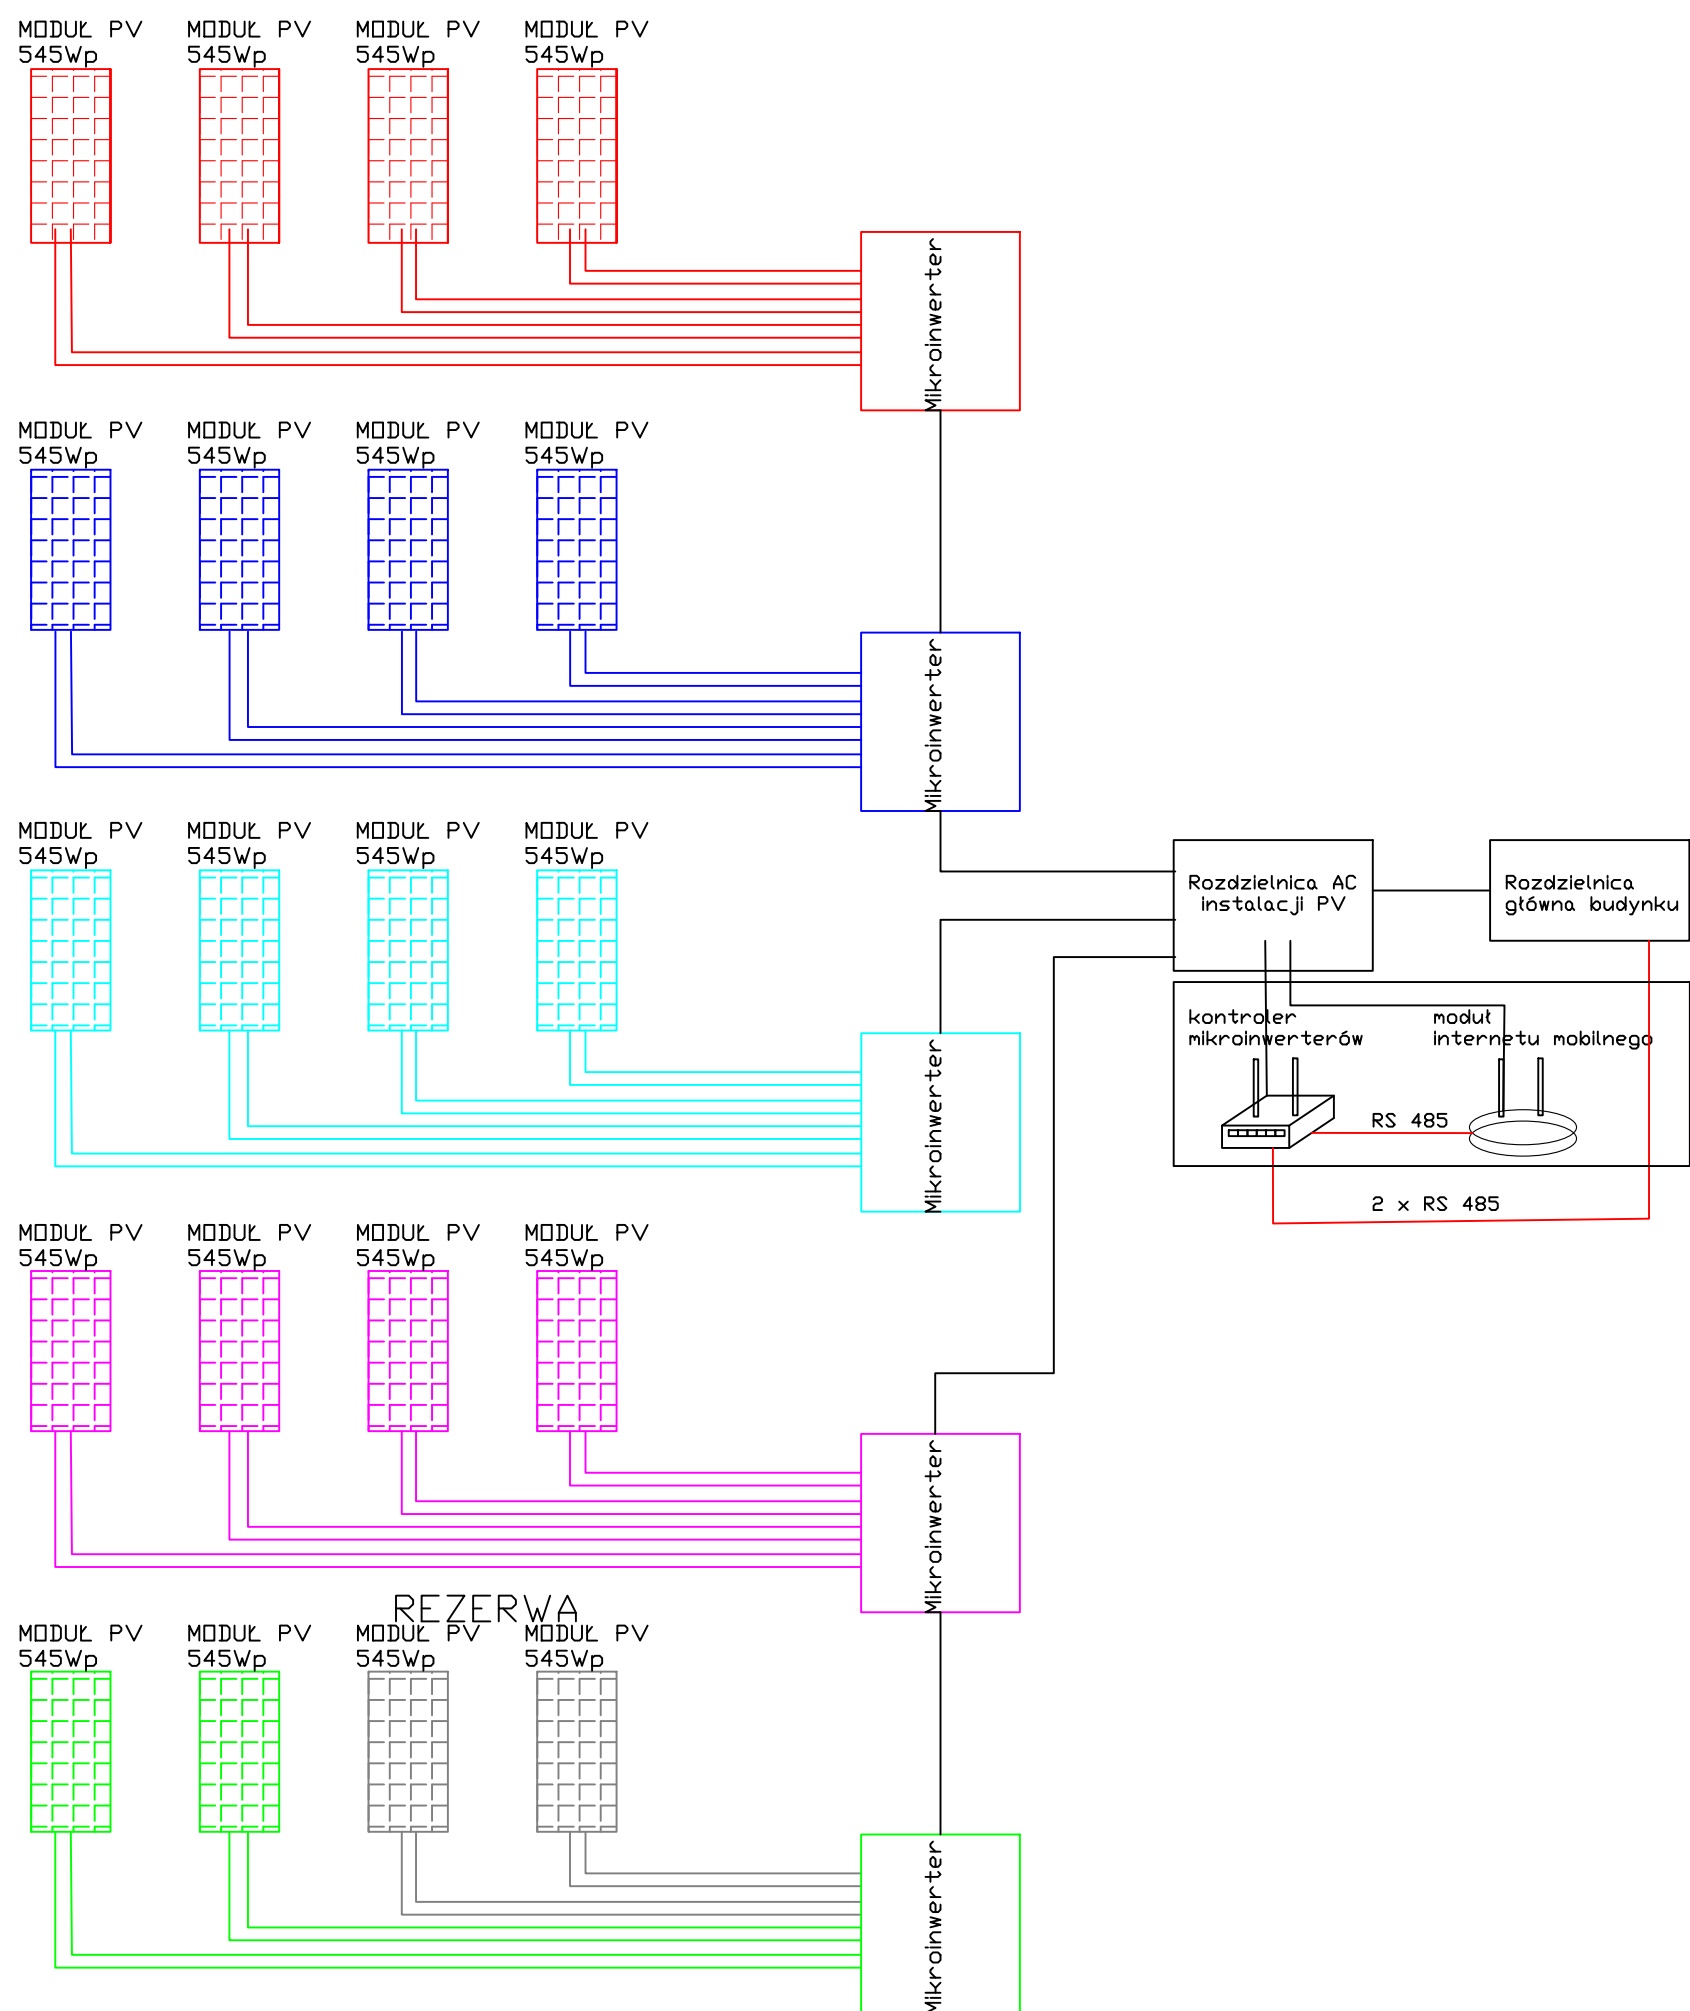 MODUŁ PV
545Wp
MODUŁ PV
545Wp
MODUŁ PV
545Wp
MODUŁ PV
545Wp
Mikroinwerter
MODUŁ PV
545Wp
MODUŁ PV
545Wp
MODUŁ PV
545Wp
MODUŁ PV
545Wp
Mikroinwerter
MODUŁ PV
545Wp
MODUŁ PV
545Wp
MODUŁ PV
545Wp
MODUŁ PV
545Wp
Mikroinwerter
Rozdzielnica AC
instalacji PV
Rozdzielnica
główna budynku
kontroler
mikroinwerterów
moduł
internetu mobilnego
RS 485
2 x RS 485
MODUŁ PV
545Wp
MODUŁ PV
545Wp
MODUŁ PV
545Wp
MODUŁ PV
545Wp
Mikroinwerter
REZERWA
MODUŁ PV
545Wp
MODUŁ PV
545Wp
MODUŁ PV
545Wp
MODUŁ PV
545Wp
Mikroinwerter